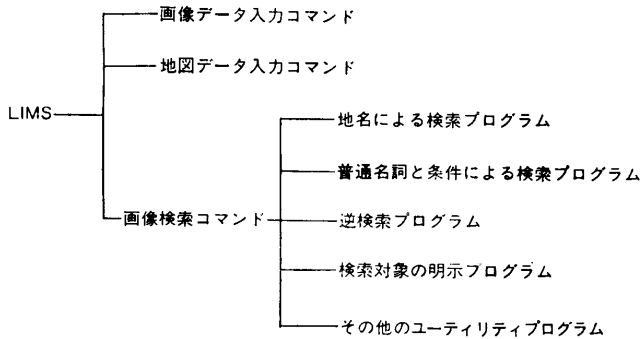 画像データ入力コマンド
地図データ入力コマンド
LIMS
地名による検索プログラム
普通名詞と条件による検索プログラム
画像検索コマンド
逆検索プログラム
検索対象の明示プログラム
その他のユーティリティプログラム